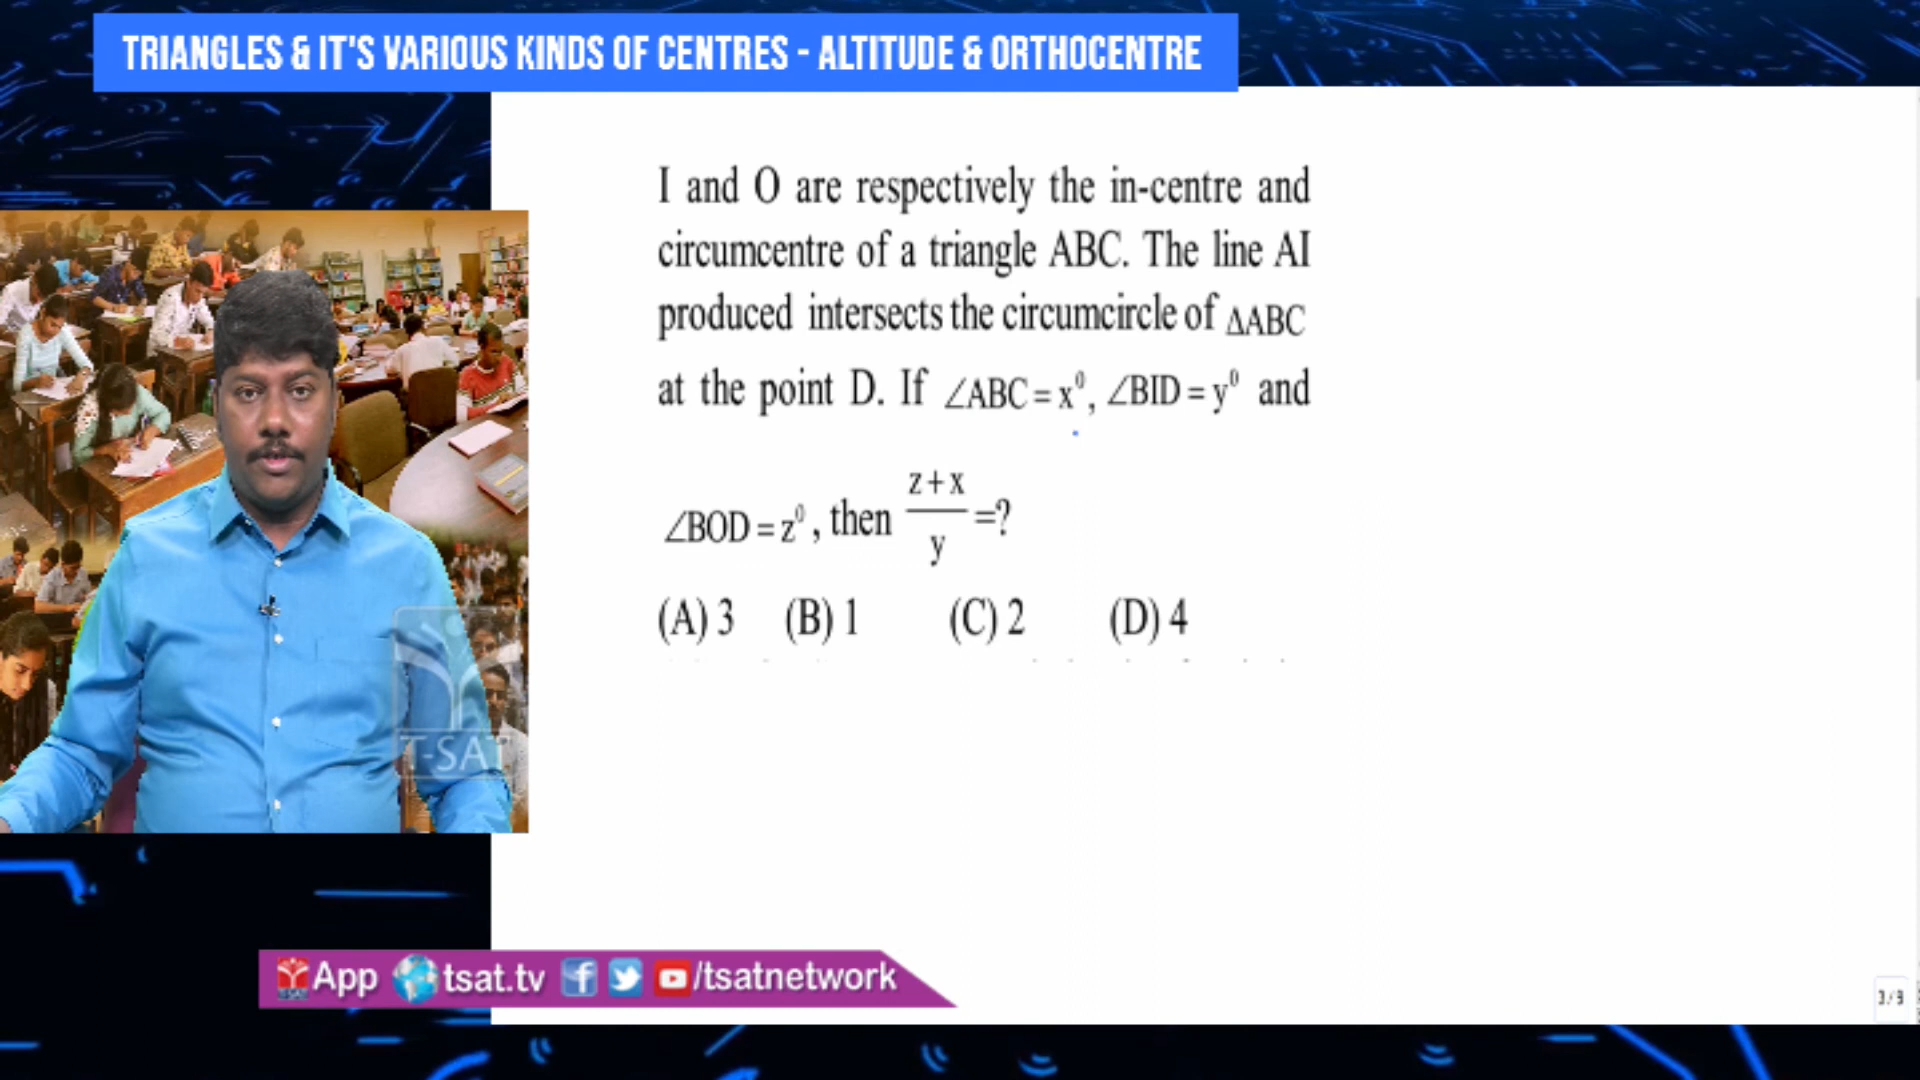 TRIANGLES & IT'S VARIOUS KINDS OF CENTRES - ALTITUDE & ORTHOCENTRE
I and O are respectively the in-centre and
circumcentre of a triangle ABC. The line AI
produced intersects the circumcircle of ΔABC
at the point D. If ∠ABC = x⁰, ∠BID = y⁰ and
∠BOD = z⁰, then (z+x)/y =?
(A) 3 (B) 1 (C) 2 (D) 4
T-SAT
App tsat.tv /tsatnetwork
3/3